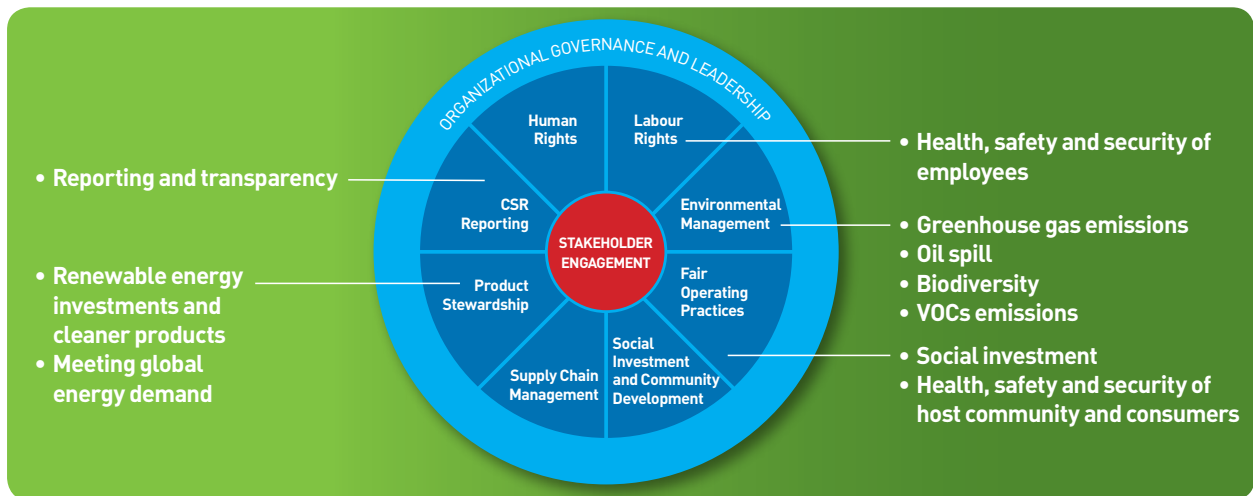 ORGANIZATIONAL GOVERNANCE AND LEADERSHIP
Human
Rights
Labour
Rights
CSR
Reporting
Environmental
Management
STAKEHOLDER
ENGAGEMENT
Product
Stewardship
Fair
Operating
Practices
Supply Chain
Management
Social
Investment
and Community
Development
• Reporting and transparency
• Renewable energy
investments and
cleaner products
• Meeting global
energy demand
• Health, safety and security of
employees
• Greenhouse gas emissions
• Oil spill
• Biodiversity
• VOCs emissions
• Social investment
• Health, safety and security of
host community and consumers